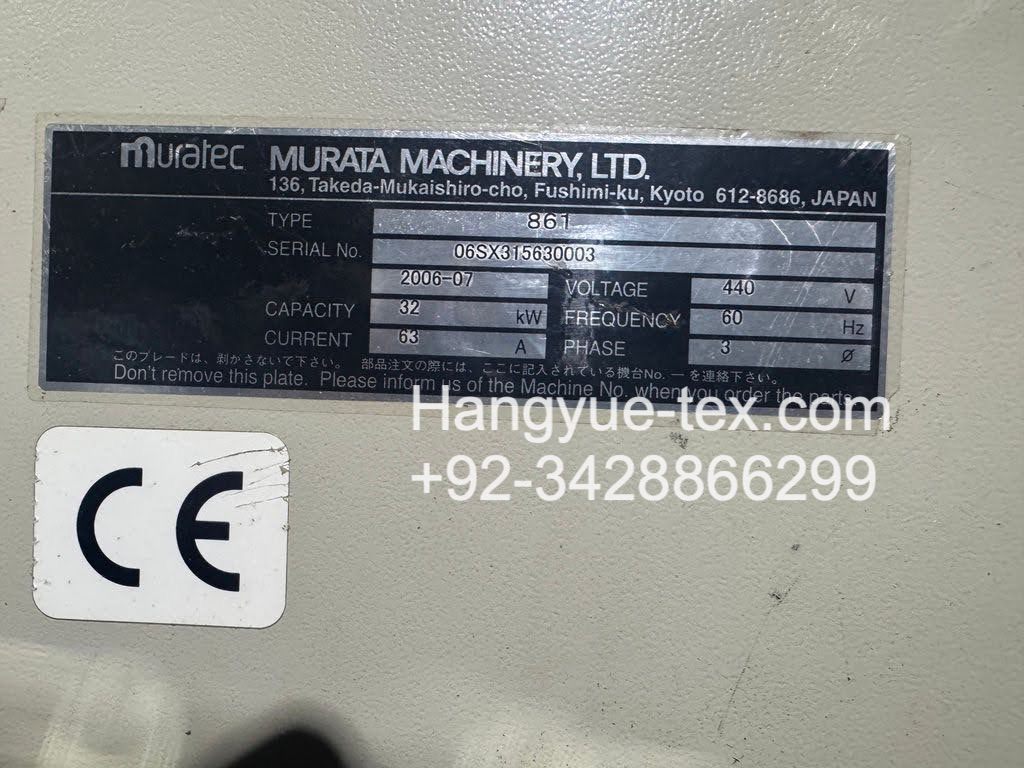 muratec MURATA MACHINERY, LTD.
136, Takeda-Mukaishiro-cho, Fushimi-ku, Kyoto 612-8686, JAPAN
TYPE 861
SERIAL No. 06SX315630003
2006-07 VOLTAGE 440 V
CAPACITY 32 kW FREQUENCY 60 Hz
CURRENT 63 A PHASE 3 Ø
このプレードは、剥かさないで下さい。 部品注文の際には、ここに記入されている機台No. ―を連絡下さい。
Don't remove this plate. Please inform us of the Machine No. when you order the parts
Hangyue-tex.com
+92-3428866299
CE